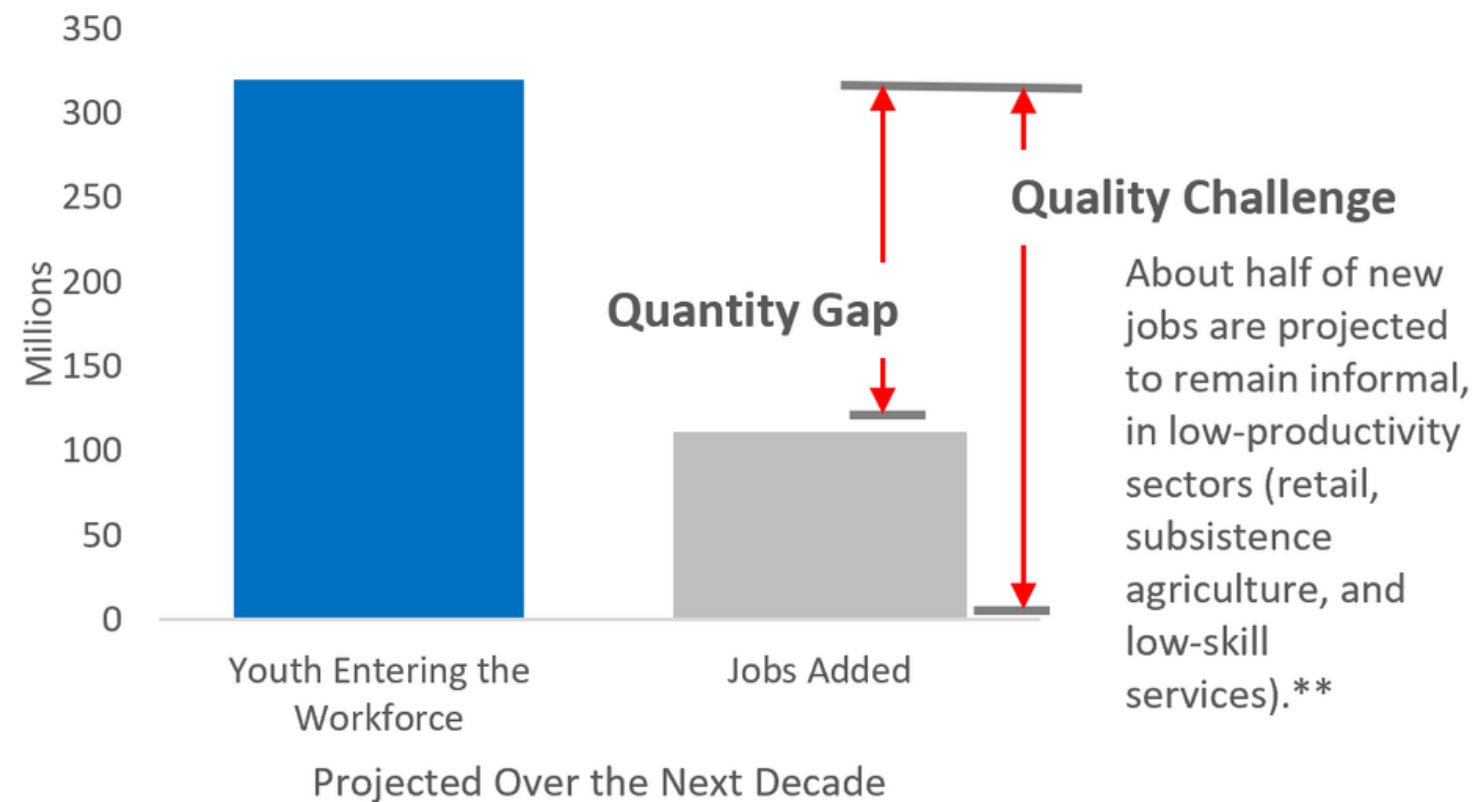 350
300
250
200
150
100
50
0
Millions
Quantity Gap
Quality Challenge
About half of new
jobs are projected
to remain informal,
in low-productivity
sectors (retail,
subsistence
agriculture, and
low-skill
services).**
Youth Entering the
Workforce
Jobs Added
Projected Over the Next Decade